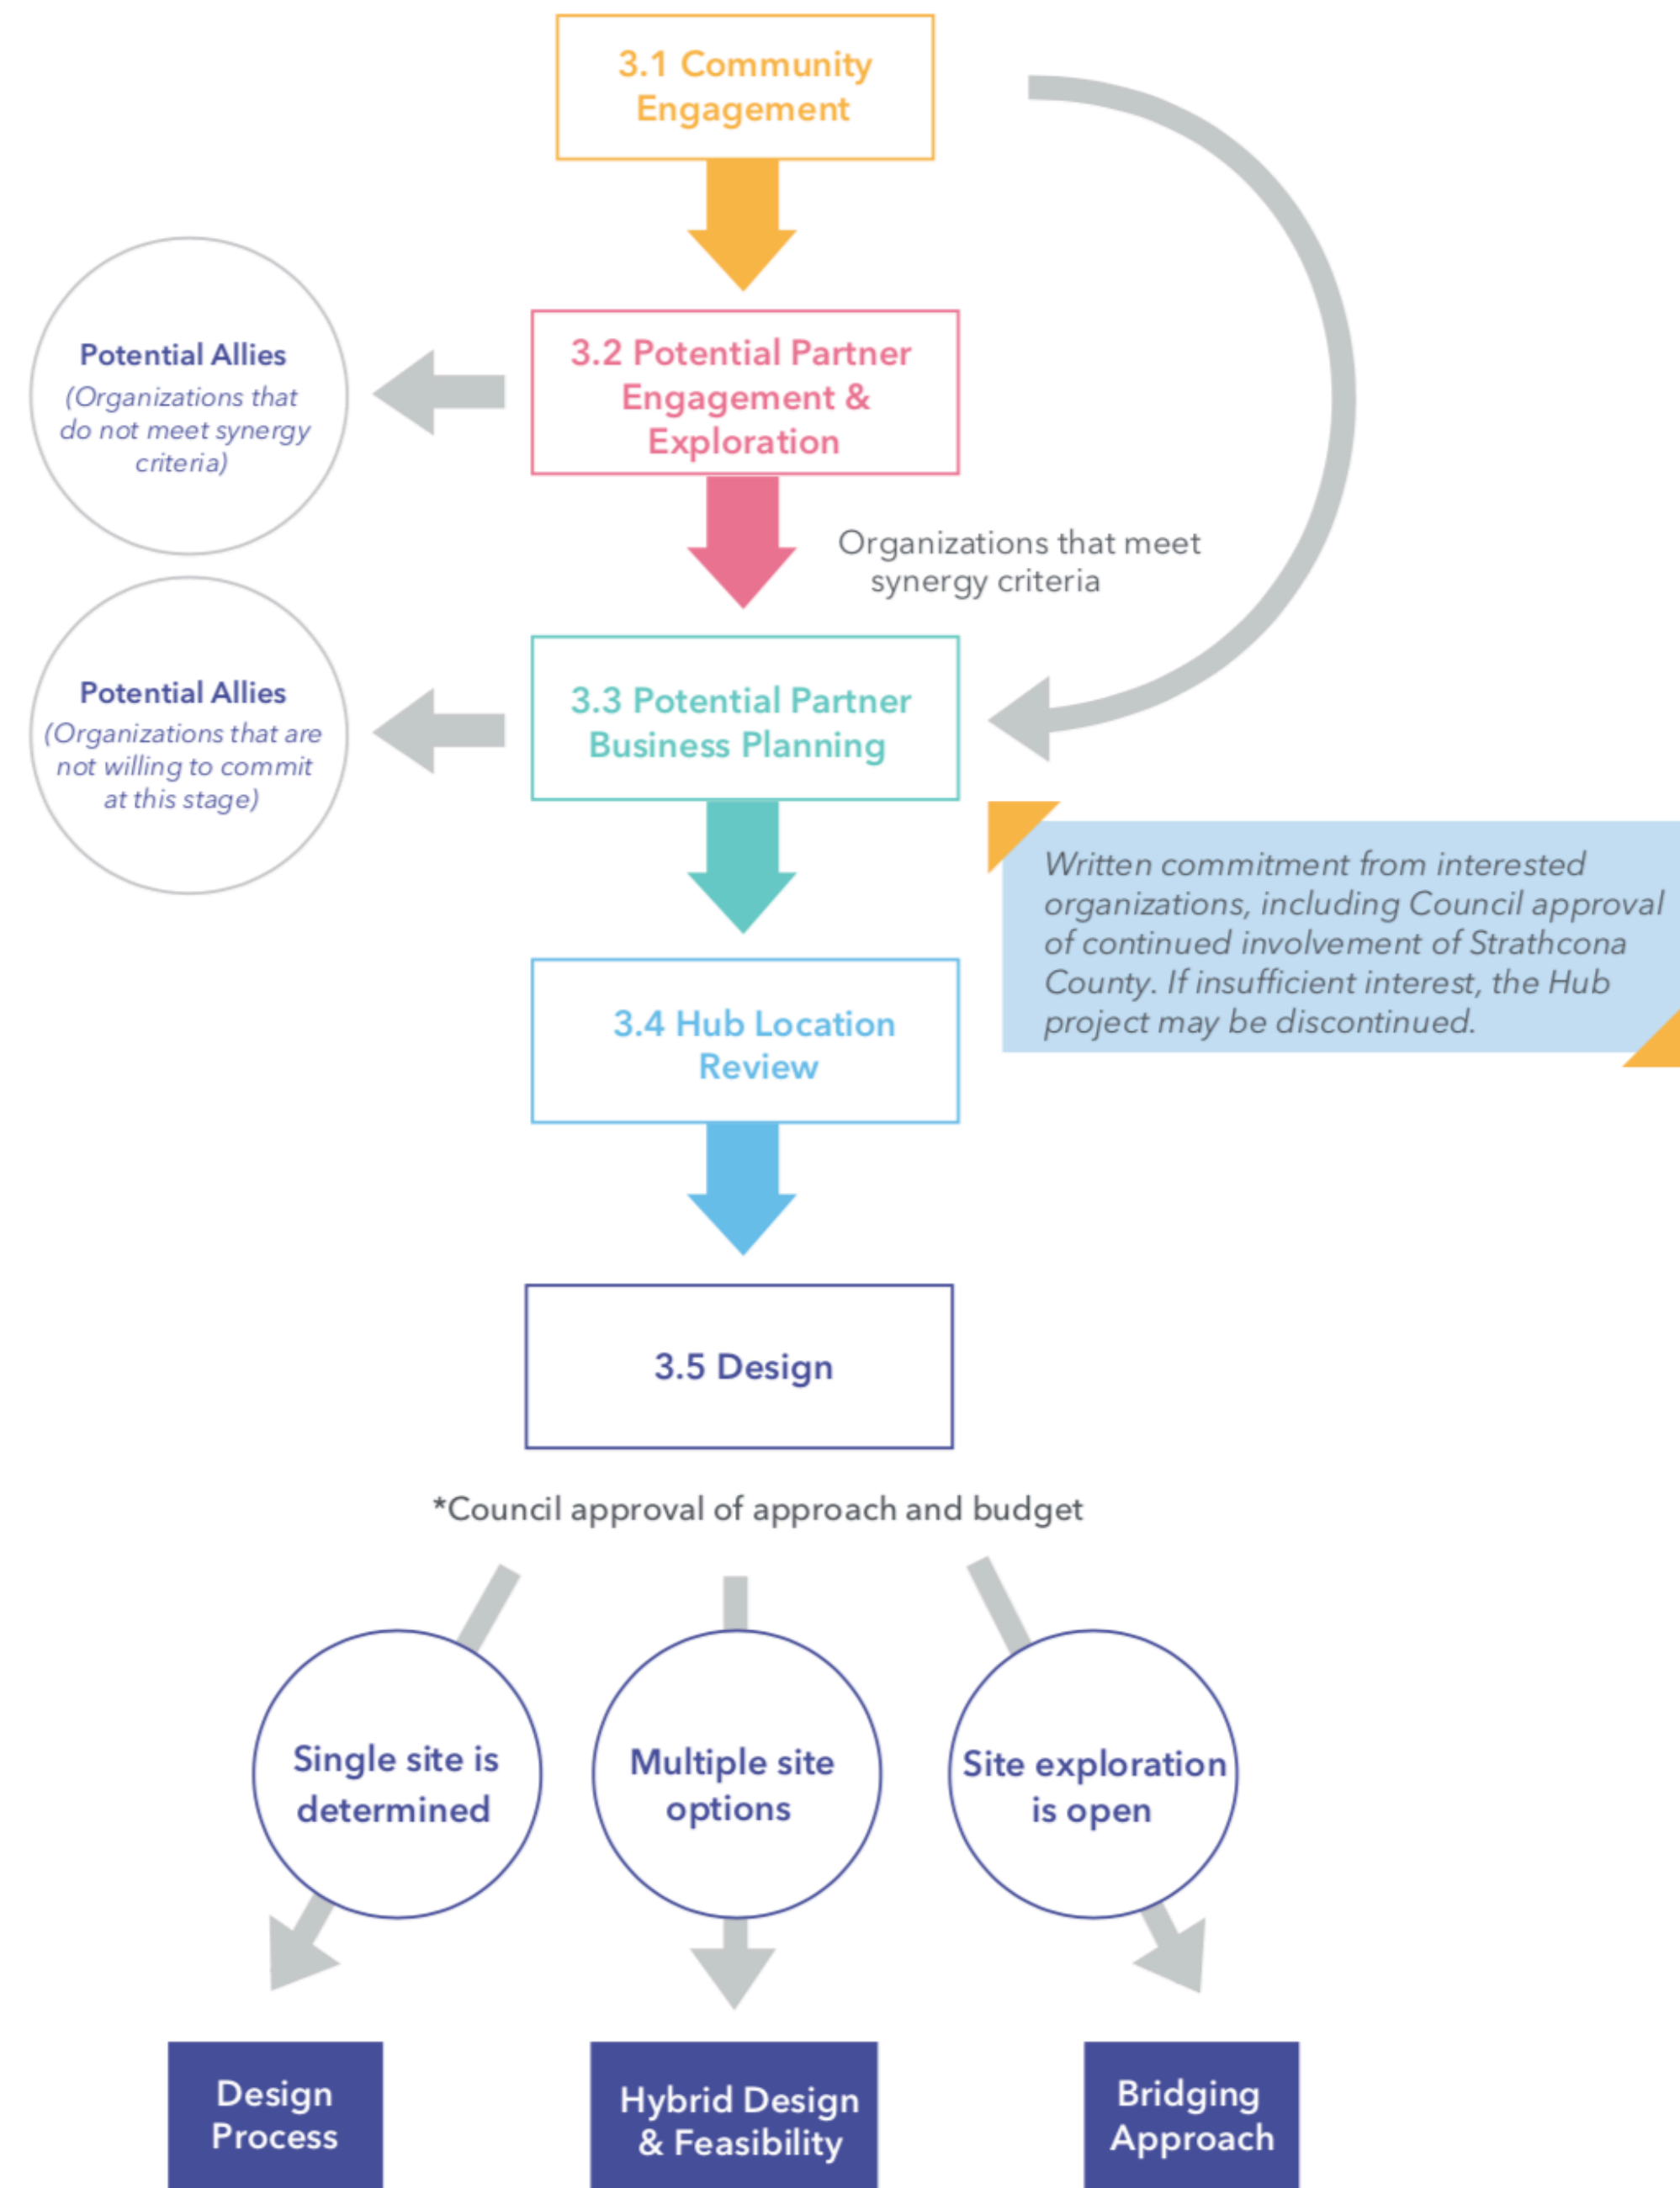 3.1 Community
Engagement
3.2 Potential Partner
Engagement &
Exploration
Potential Allies
(Organizations that
do not meet synergy
criteria)
Organizations that meet
synergy criteria
3.3 Potential Partner
Business Planning
Potential Allies
(Organizations that are
not willing to commit
at this stage)
Written commitment from interested
organizations, including Council approval
of continued involvement of Strathcona
County. If insufficient interest, the Hub
project may be discontinued.
3.4 Hub Location
Review
3.5 Design
*Council approval of approach and budget
Single site is
determined
Multiple site
options
Site exploration
is open
Design
Process
Hybrid Design
& Feasibility
Bridging
Approach